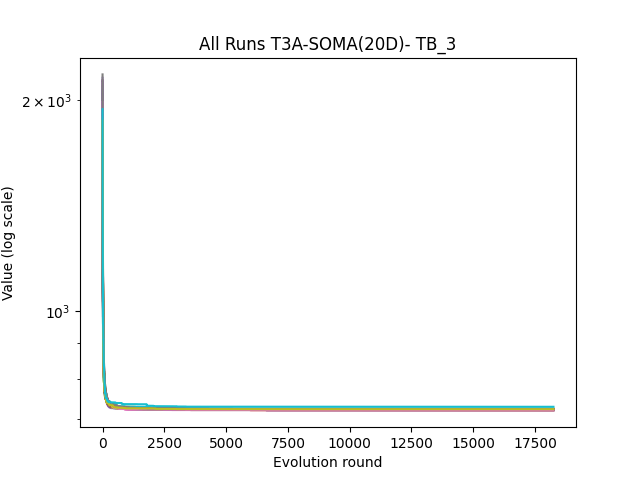 All Runs T3A-SOMA(20D)- TB_3
2 × 10³
10³
Value (log scale)
0 2500 5000 7500 10000 12500 15000 17500
Evolution round